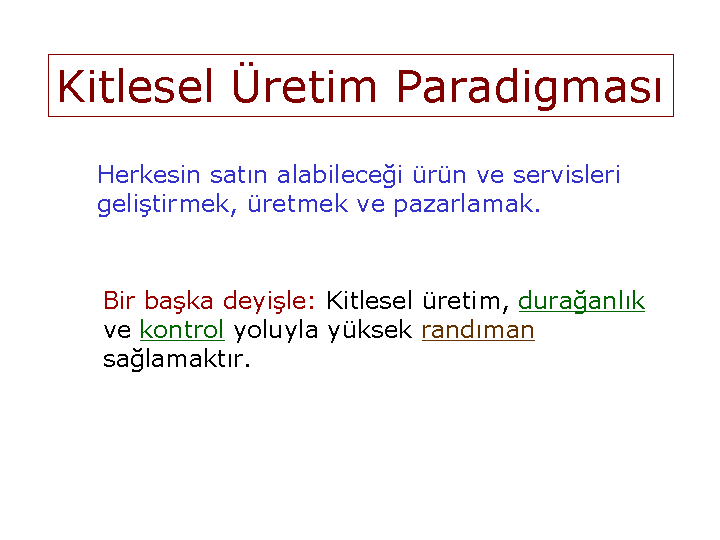 Kitlesel Üretim Paradigması
Herkesin satın alabileceği ürün ve servisleri
geliştirmek, üretmek ve pazarlamak.
Bir başka deyişle: Kitlesel üretim, durağanlık
ve kontrol yoluyla yüksek randıman
sağlamaktır.